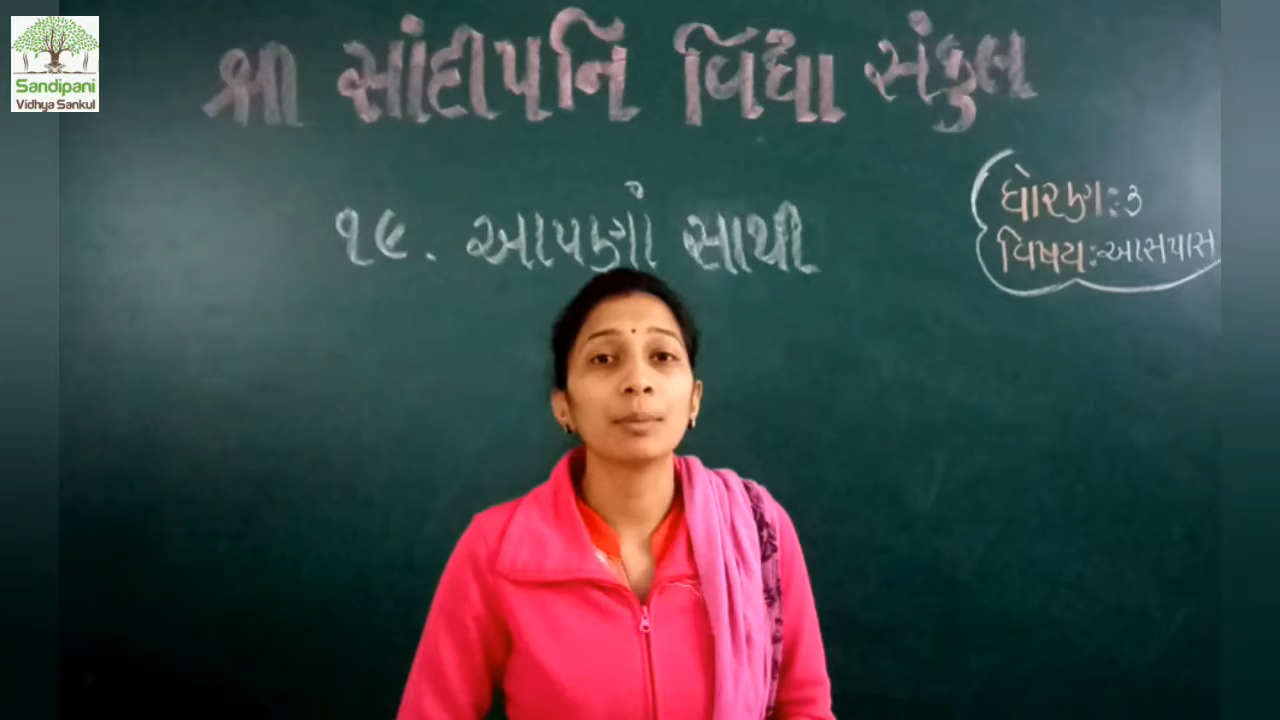 Sandipani
Vidhya Sankul
શ્રી સાંદીપનિ વિદ્યા સંકુલ
૧૯. આપણાં સાથી
ધોરણ:૩
વિષય:આસપાસ